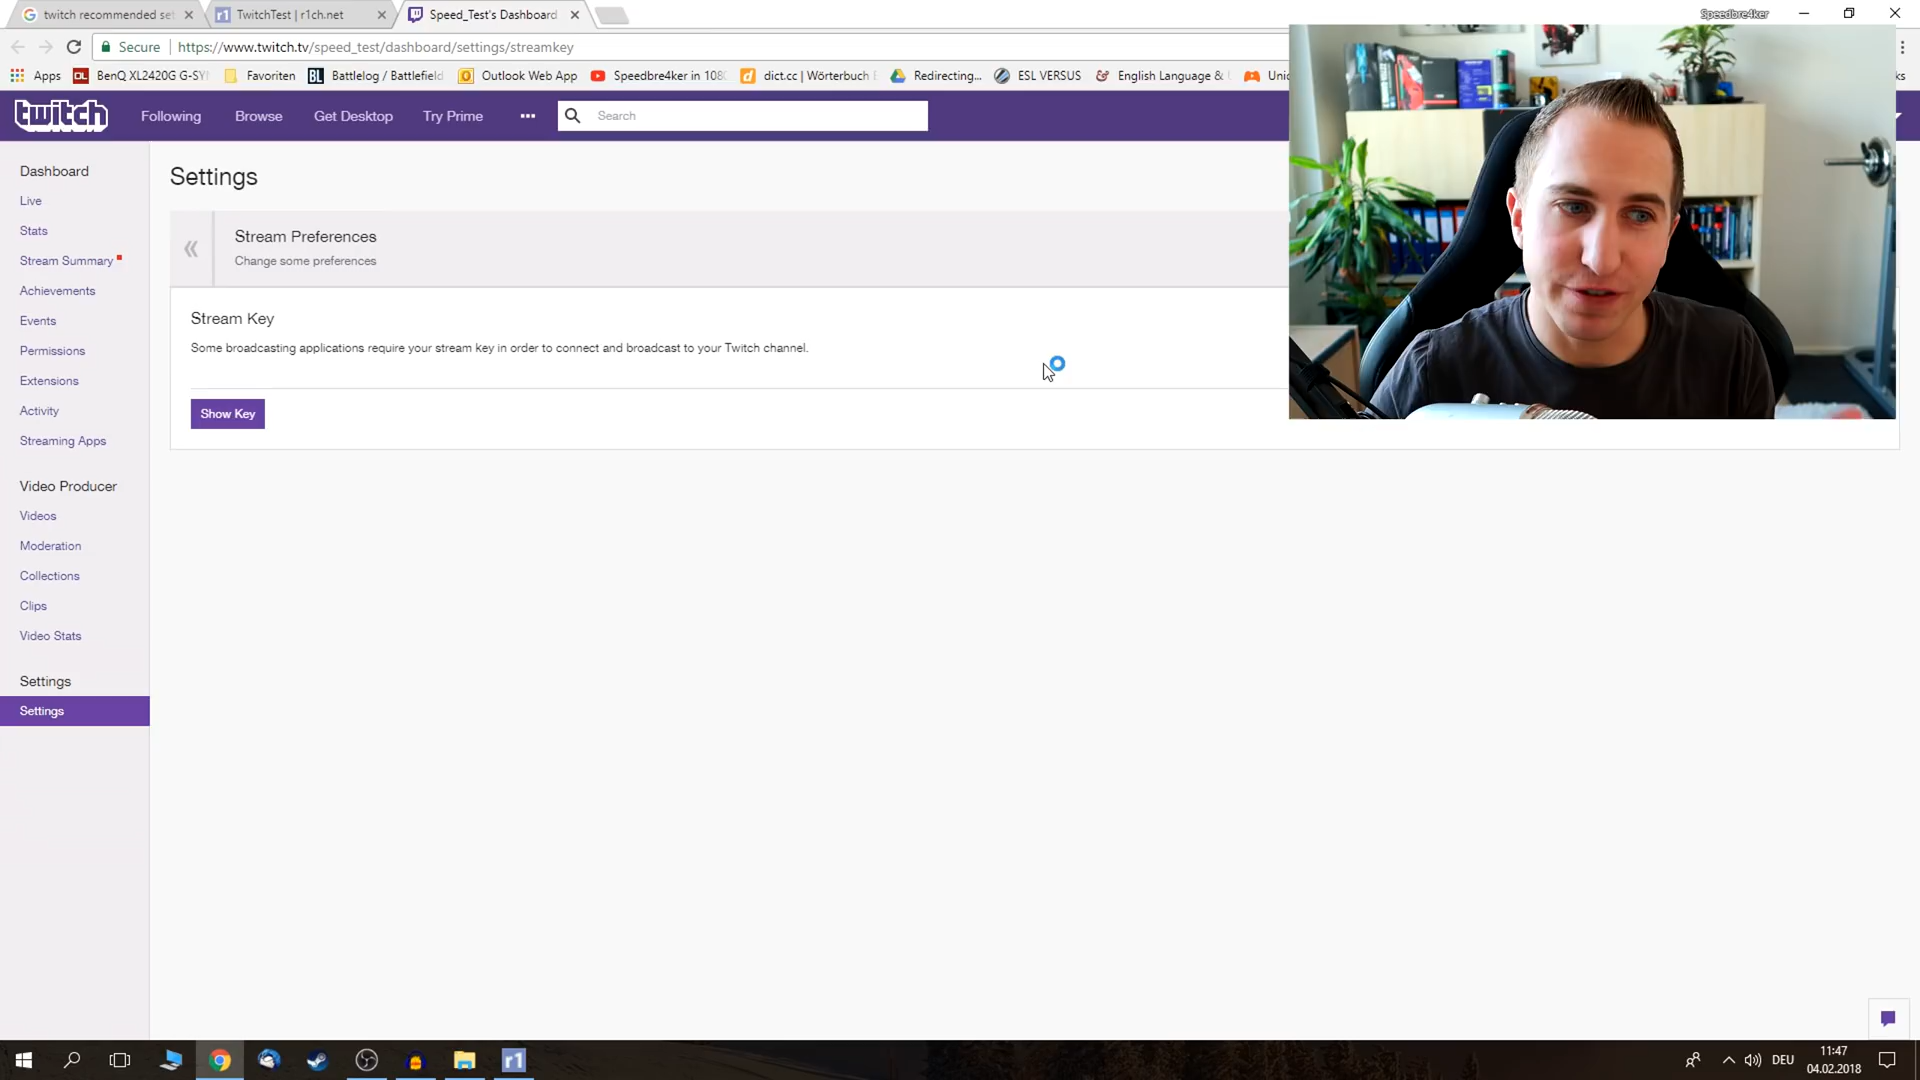 twitch recommended set
TwitchTest | r1ch.net
Speed_Test's Dashboard
Speedbre4ker
Secure
https://www.twitch.tv/speed_test/dashboard/settings/streamkey
Apps
BenQ XL2420G G-SY
Favoriten
BL Battlelog / Battlefield
Outlook Web App
Speedbre4ker in 108
dict.cc | Wörterbuch
Redirecting...
ESL VERSUS
English Language &
twitch
Following
Browse
Get Desktop
Try Prime
Search
Dashboard
Live
Stats
Stream Summary
Achievements
Events
Permissions
Extensions
Activity
Streaming Apps
Video Producer
Videos
Moderation
Collections
Clips
Video Stats
Settings
Settings
Settings
Stream Preferences
Change some preferences
Stream Key
Some broadcasting applications require your stream key in order to connect and broadcast to your Twitch channel.
Show Key
r1
DEU
11:47
04.02.2018